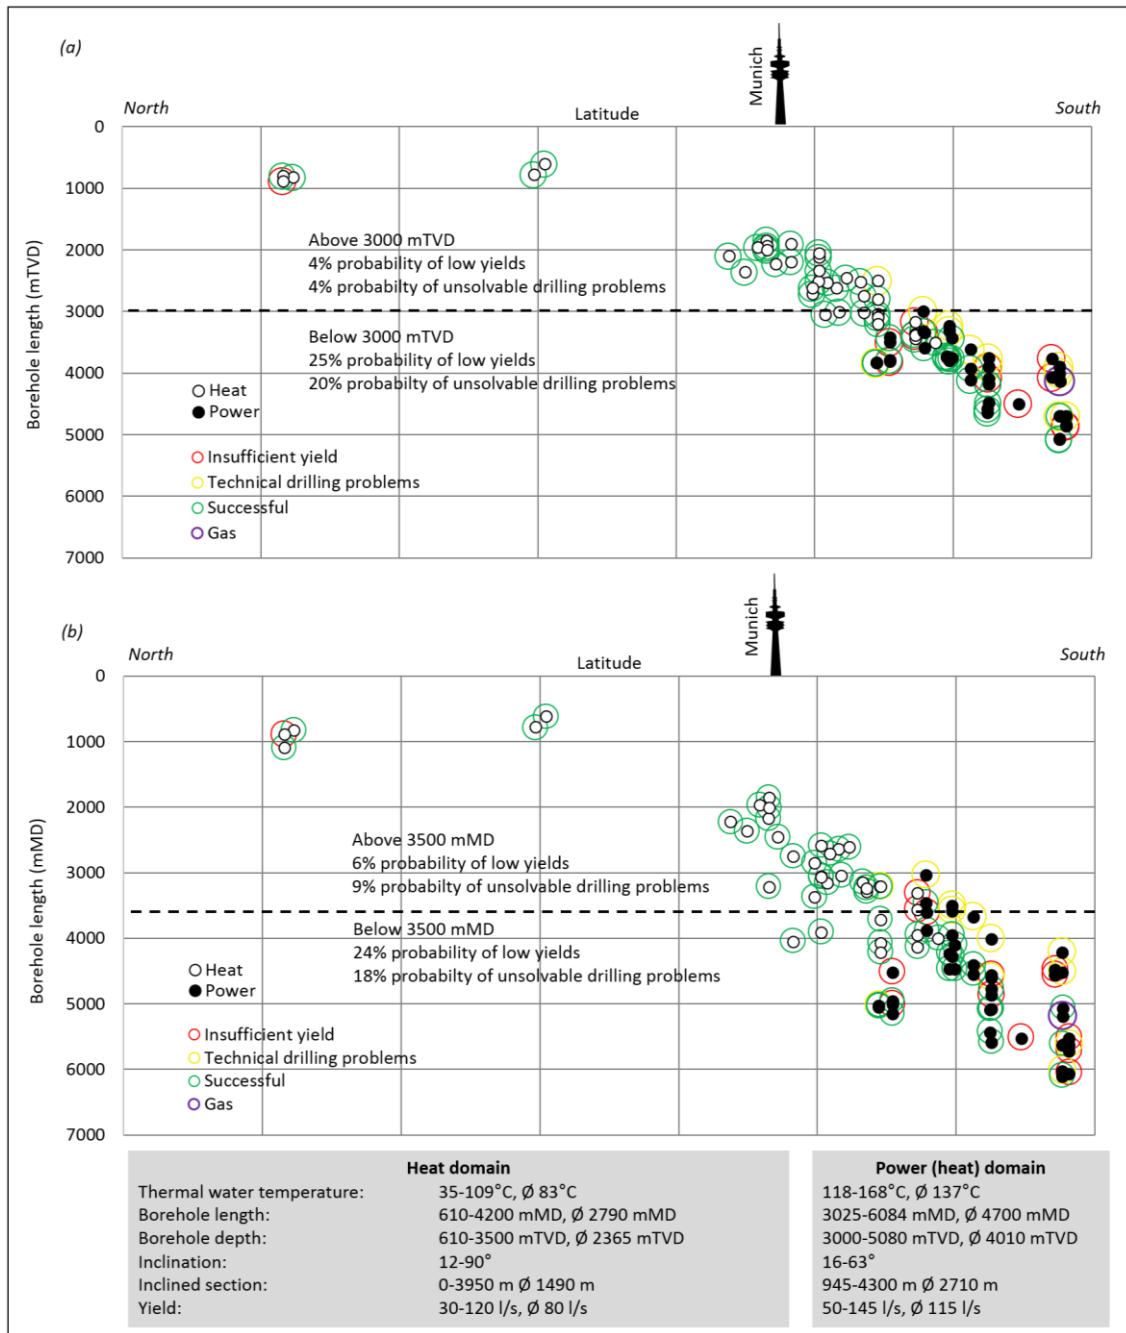 (a)
Munich
North
Latitude
South
Borehole length (mTVD)
0
1000
2000
3000
4000
5000
6000
7000
Above 3000 mTVD
4% probability of low yields
4% probabilty of unsolvable drilling problems
Below 3000 mTVD
25% probability of low yields
20% probabilty of unsolvable drilling problems
Heat
Power
Insufficient yield
Technical drilling problems
Successful
Gas
(b)
Munich
North
Latitude
South
Borehole length (mMD)
0
1000
2000
3000
4000
5000
6000
7000
Above 3500 mMD
6% probability of low yields
9% probabilty of unsolvable drilling problems
Below 3500 mMD
24% probability of low yields
18% probabilty of unsolvable drilling problems
Heat
Power
Insufficient yield
Technical drilling problems
Successful
Gas
Heat domain
Thermal water temperature: 35-109°C, Ø 83°C
Borehole length: 610-4200 mMD, Ø 2790 mMD
Borehole depth: 610-3500 mTVD, Ø 2365 mTVD
Inclination: 12-90°
Inclined section: 0-3950 m Ø 1490 m
Yield: 30-120 l/s, Ø 80 l/s
Power (heat) domain
118-168°C, Ø 137°C
3025-6084 mMD, Ø 4700 mMD
3000-5080 mTVD, Ø 4010 mTVD
16-63°
945-4300 m Ø 2710 m
50-145 l/s, Ø 115 l/s